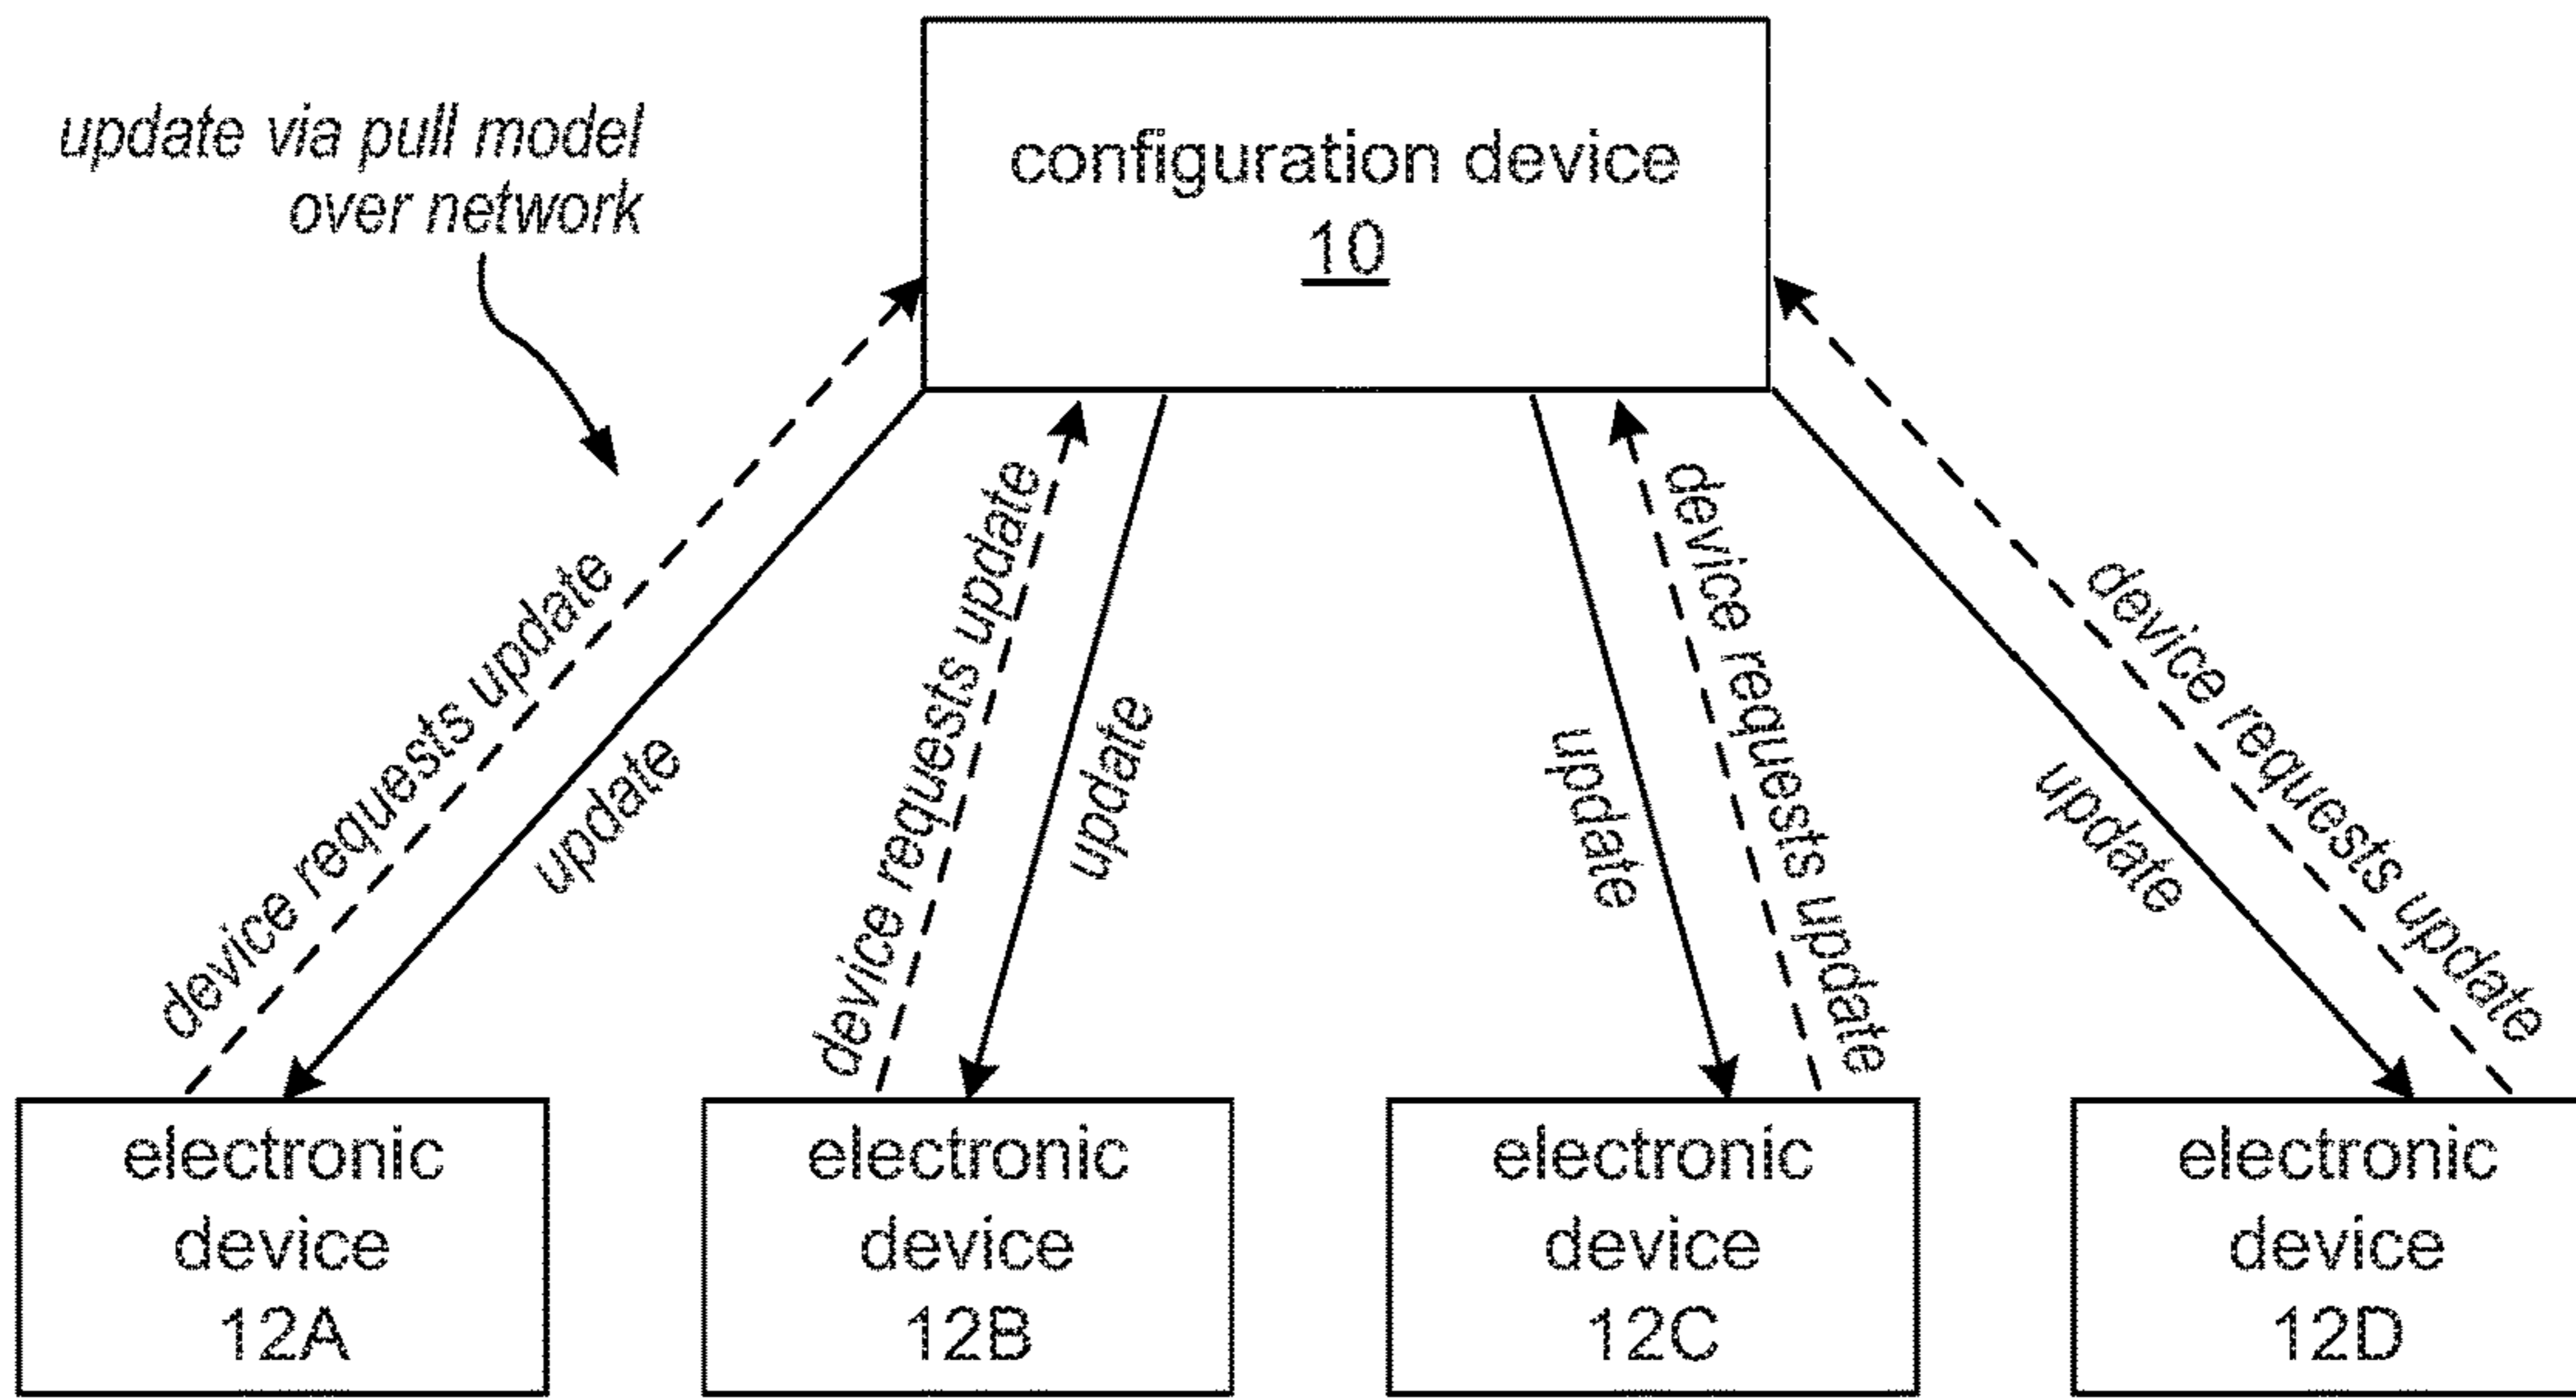 update via pull model
over network
configuration device
10
device requests update
update
device requests update
update
update
device requests update
update
device requests update
electronic
device
12A
electronic
device
12B
electronic
device
12C
electronic
device
12D